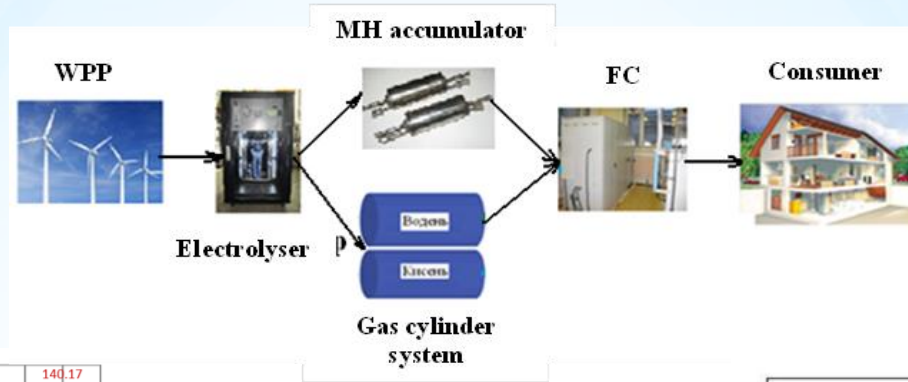 MH accumulator
WPP
FC
Consumer
Electrolyser
р
Водень
Кисень
Gas cylinder
system
140.17